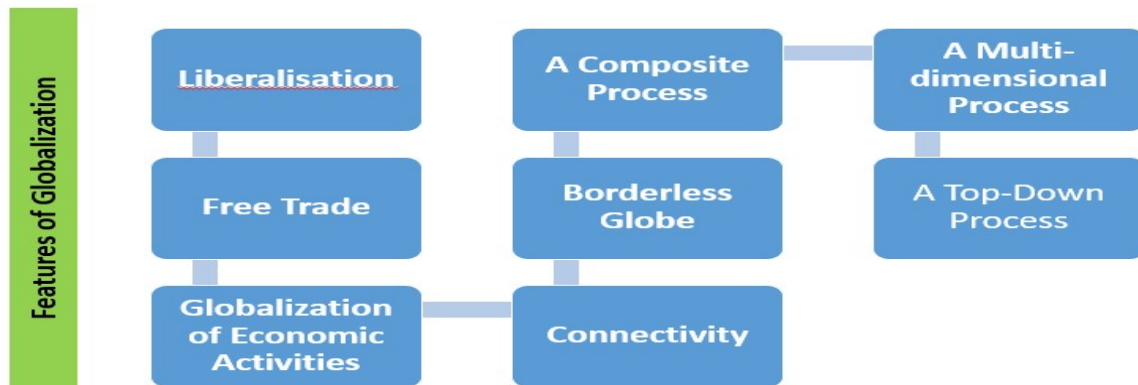 Features of Globalization
Liberalisation
Free Trade
Globalization
of Economic
Activities
Connectivity
Borderless
Globe
A Composite
Process
A Multi-
dimensional
Process
A Top-Down
Process